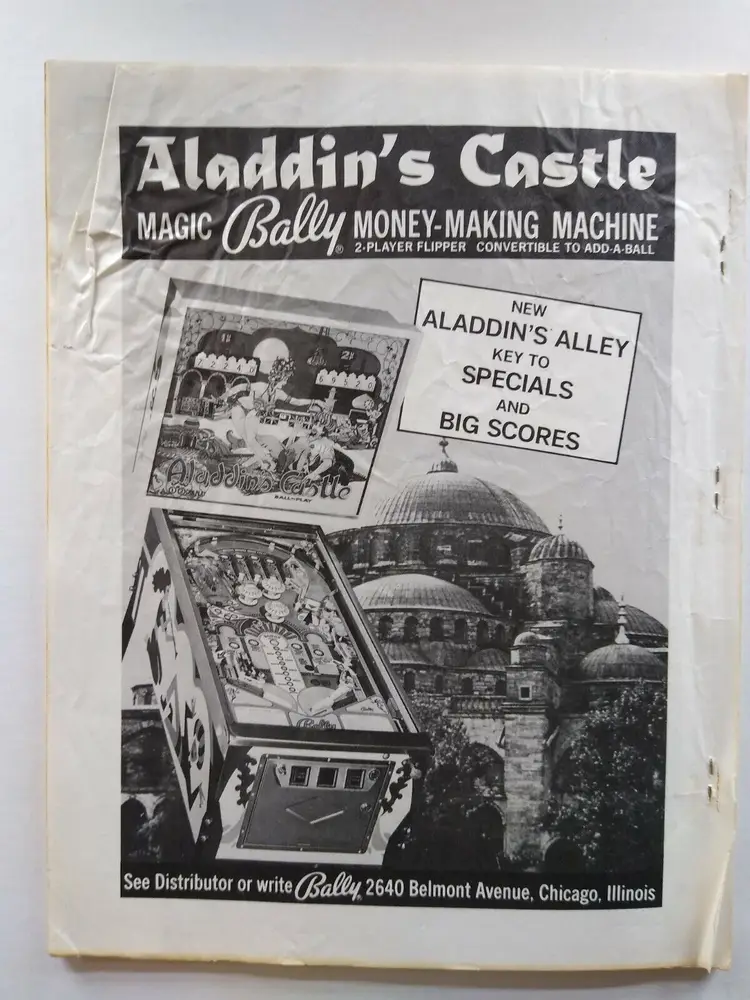 Aladdin's Castle
MAGIC Bally® MONEY-MAKING MACHINE
2-PLAYER FLIPPER CONVERTIBLE TO ADD-A-BALL
NEW
ALADDIN'S ALLEY
KEY TO
SPECIALS
AND
BIG SCORES
Aladdin's Castle
Bally
See Distributor or write Bally® 2640 Belmont Avenue, Chicago, Illinois